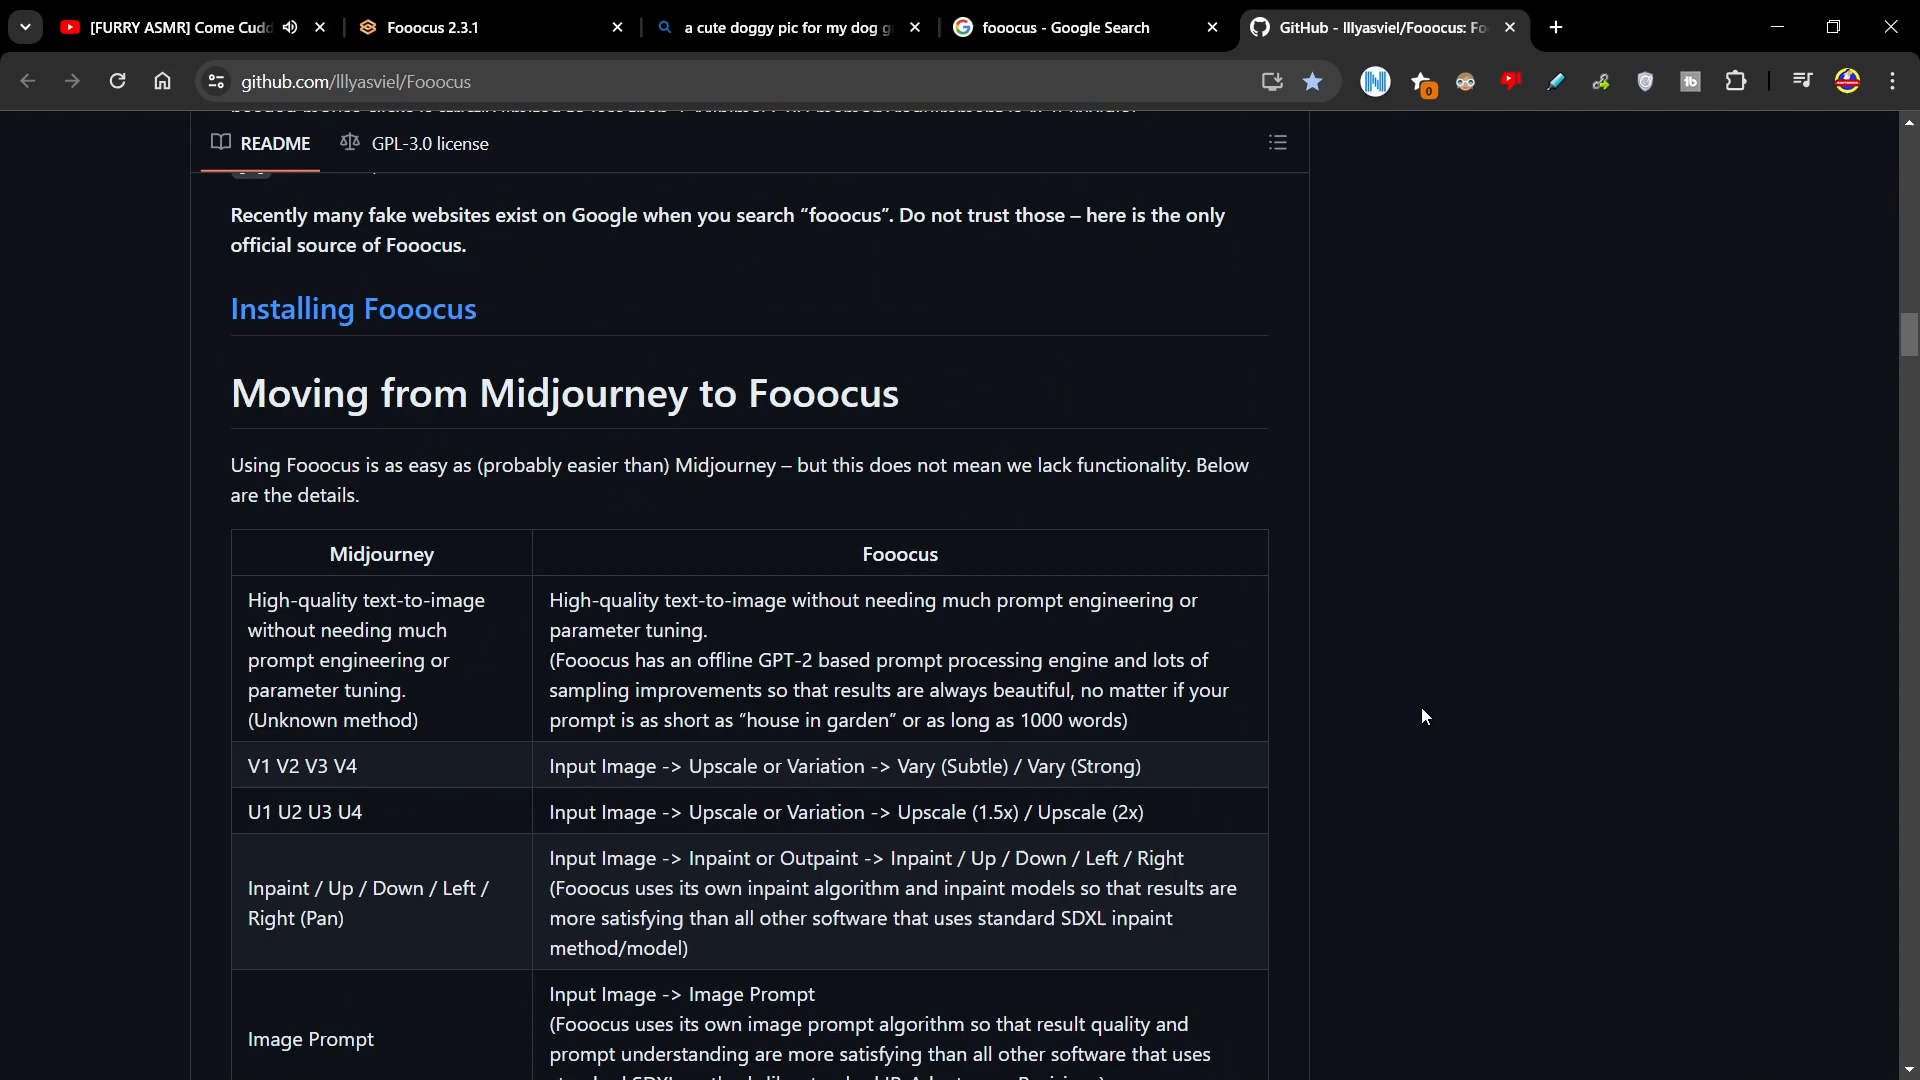 [FURRY ASMR] Come Cudd
Fooocus 2.3.1
a cute doggy pic for my dog g
fooocus - Google Search
GitHub - lllyasviel/Fooocus: Fo
github.com/lllyasviel/Fooocus
0
tb
README
GPL-3.0 license
Recently many fake websites exist on Google when you search “fooocus”. Do not trust those – here is the only
official source of Fooocus.
Installing Fooocus
Moving from Midjourney to Fooocus
Using Fooocus is as easy as (probably easier than) Midjourney – but this does not mean we lack functionality. Below
are the details.
Midjourney
Fooocus
High-quality text-to-image
without needing much
prompt engineering or
parameter tuning.
(Unknown method)
High-quality text-to-image without needing much prompt engineering or
parameter tuning.
(Fooocus has an offline GPT-2 based prompt processing engine and lots of
sampling improvements so that results are always beautiful, no matter if your
prompt is as short as “house in garden” or as long as 1000 words)
V1 V2 V3 V4
Input Image -> Upscale or Variation -> Vary (Subtle) / Vary (Strong)
U1 U2 U3 U4
Input Image -> Upscale or Variation -> Upscale (1.5x) / Upscale (2x)
Inpaint / Up / Down / Left /
Right (Pan)
Input Image -> Inpaint or Outpaint -> Inpaint / Up / Down / Left / Right
(Fooocus uses its own inpaint algorithm and inpaint models so that results are
more satisfying than all other software that uses standard SDXL inpaint
method/model)
Image Prompt
Input Image -> Image Prompt
(Fooocus uses its own image prompt algorithm so that result quality and
prompt understanding are more satisfying than all other software that uses